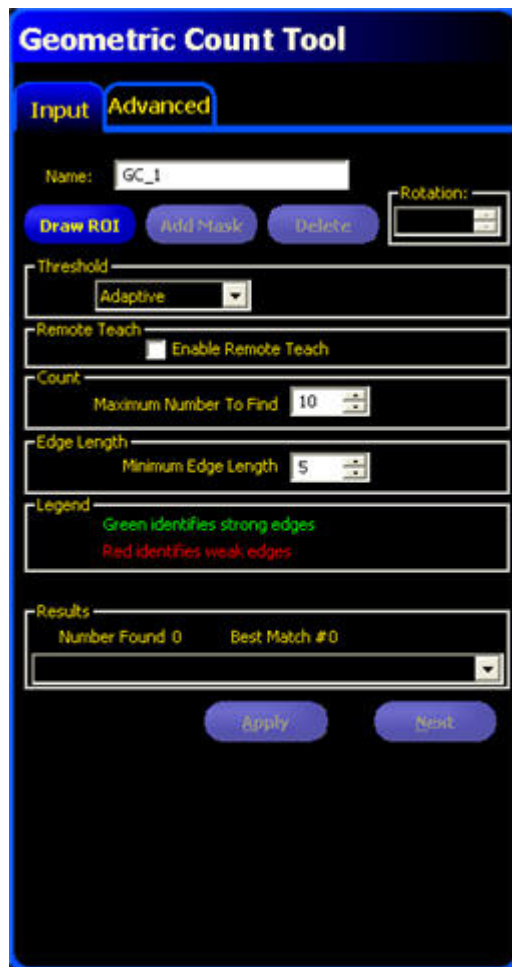 Geometric Count Tool
Input
Advanced
Name:
GC_1
Rotation:
Draw ROI
Add Mask
Delete
Threshold
Adaptive
Remote Teach
Enable Remote Teach
Count
Maximum Number To Find
10
Edge Length
Minimum Edge Length
5
Legend
Green identifies strong edges
Red identifies weak edges
Results
Number Found 0
Best Match #0
Apply
Next